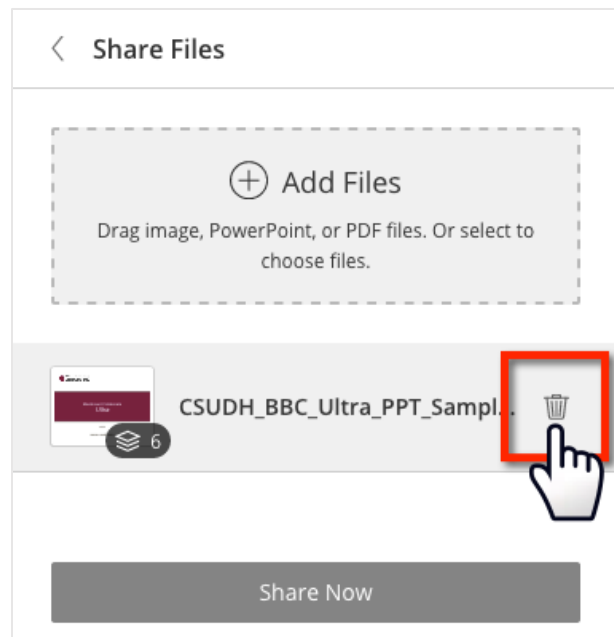 Share Files
Add Files
Drag image, PowerPoint, or PDF files. Or select to
choose files.
CSUDH_BBC_Ultra_PPT_Sampl...
6
Share Now